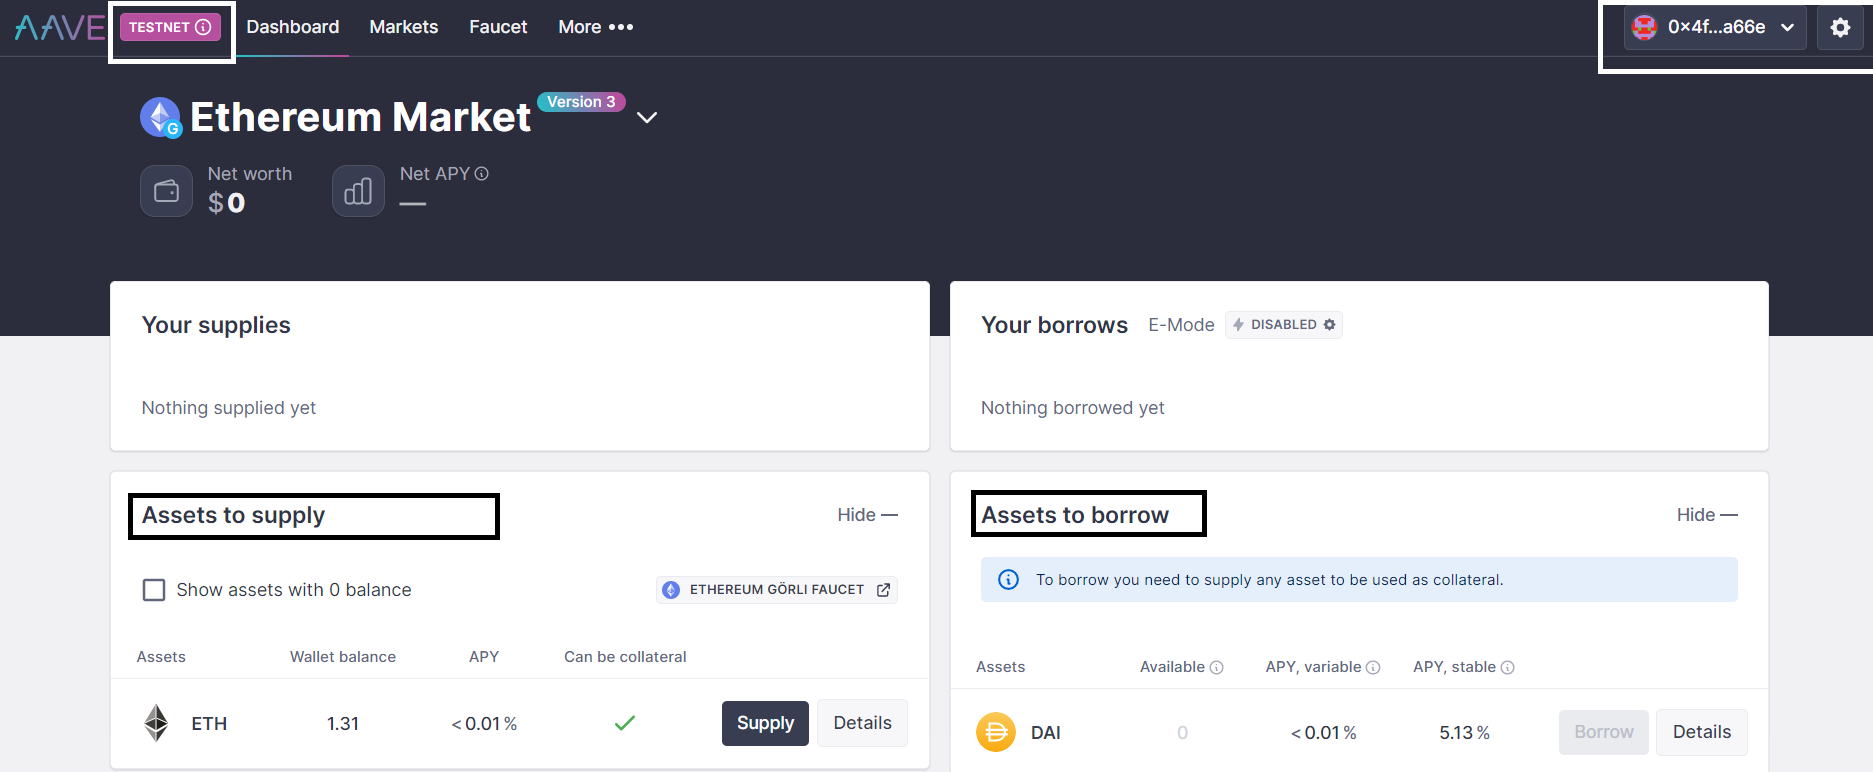 AAVE TESTNET Dashboard Markets Faucet More 0×4f...a66e
Ethereum Market Version 3
G
Net worth
$0
Net APY
—
Your supplies
Nothing supplied yet
Your borrows E-Mode DISABLED
Nothing borrowed yet
Assets to supply Hide —
Show assets with 0 balance ETHEREUM GÖRLI FAUCET
Assets Wallet balance APY Can be collateral
ETH 1.31 <0.01% Supply Details
Assets to borrow Hide —
To borrow you need to supply any asset to be used as collateral.
Assets Available APY, variable APY, stable
DAI 0 <0.01% 5.13% Borrow Details